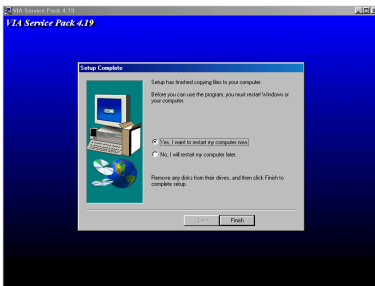 VIA Service Pack 4.19
VIA Service Pack 4.19
Setup Complete
Setup has finished copying files to your computer.
Before you can use the program, you must restart Windows or
your computer.
Yes, I want to restart my computer now.
No, I will restart my computer later.
Remove any disks from their drives, and then click Finish to
complete setup.
< Back
Finish